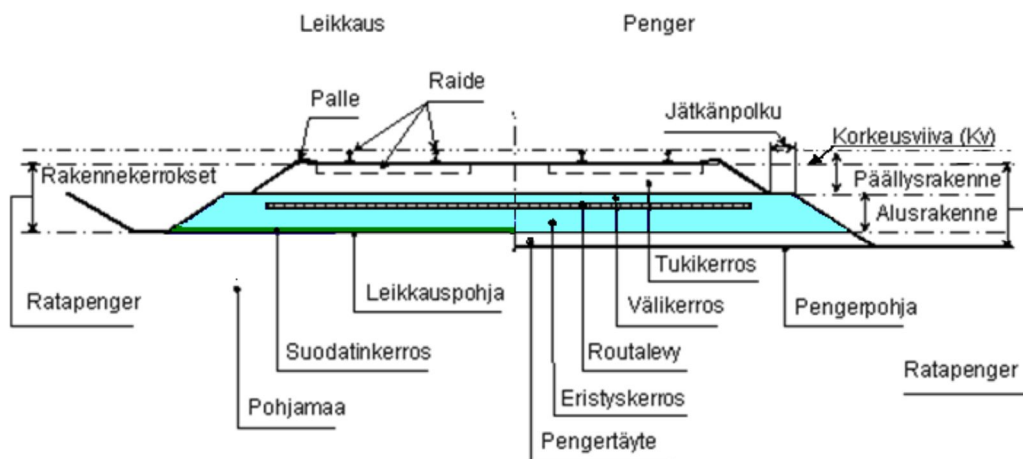 Leikkaus
Penger
Raide
Palle
Jätkänpolku
Korkeusviiva (Kv)
Rakennekerrokset
Päällysrakenne
Alusrakenne
Tukikerros
Leikkauspohja
Ratapenger
Välikerros
Pengerpohja
Suodatinkerros
Routalevy
Ratapenger
Eristyskerros
Pohjamaa
Pengertäyte